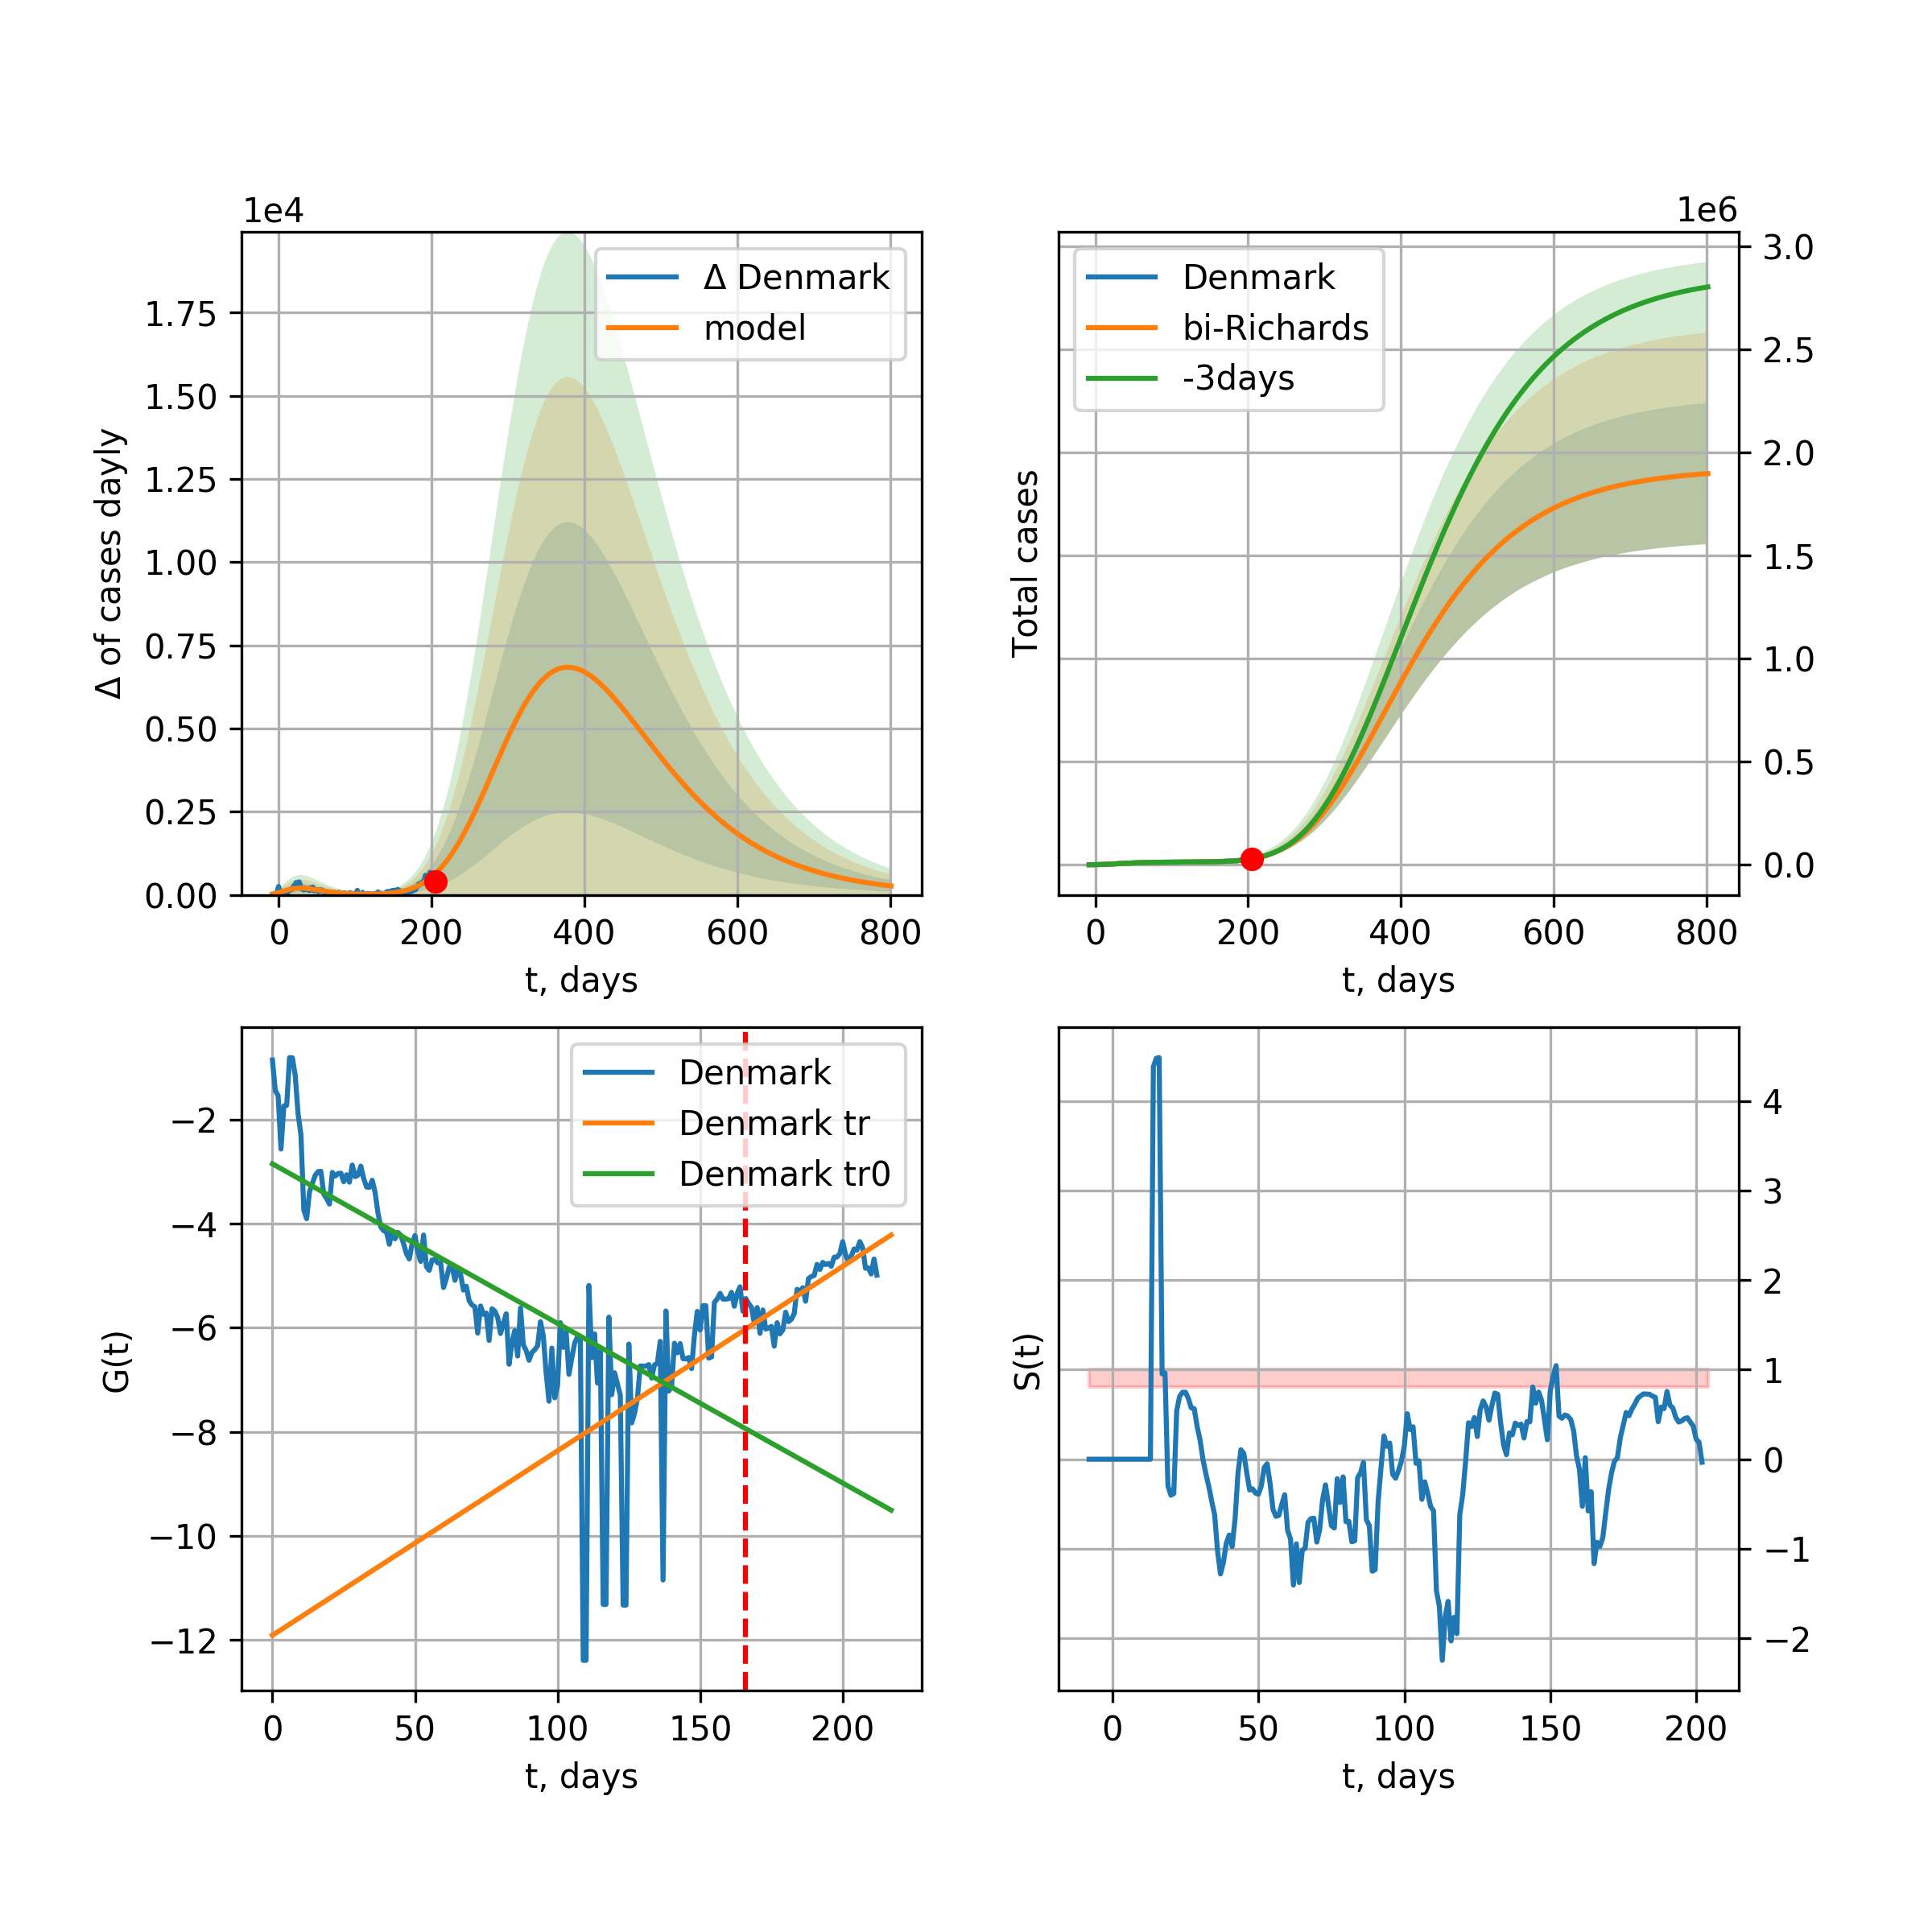 1e4
Δ of cases dayly
1.75
1.50
1.25
1.00
0.75
0.50
0.25
0.00
Δ Denmark
model
0 200 400 600 800
t, days
1e6
Total cases
Denmark
bi-Richards
-3days
3.0
2.5
2.0
1.5
1.0
0.5
0.0
0 200 400 600 800
t, days
G(t)
−2
−4
−6
−8
−10
−12
Denmark
Denmark tr
Denmark tr0
0 50 100 150 200
t, days
S(t)
4
3
2
1
0
−1
−2
0 50 100 150 200
t, days